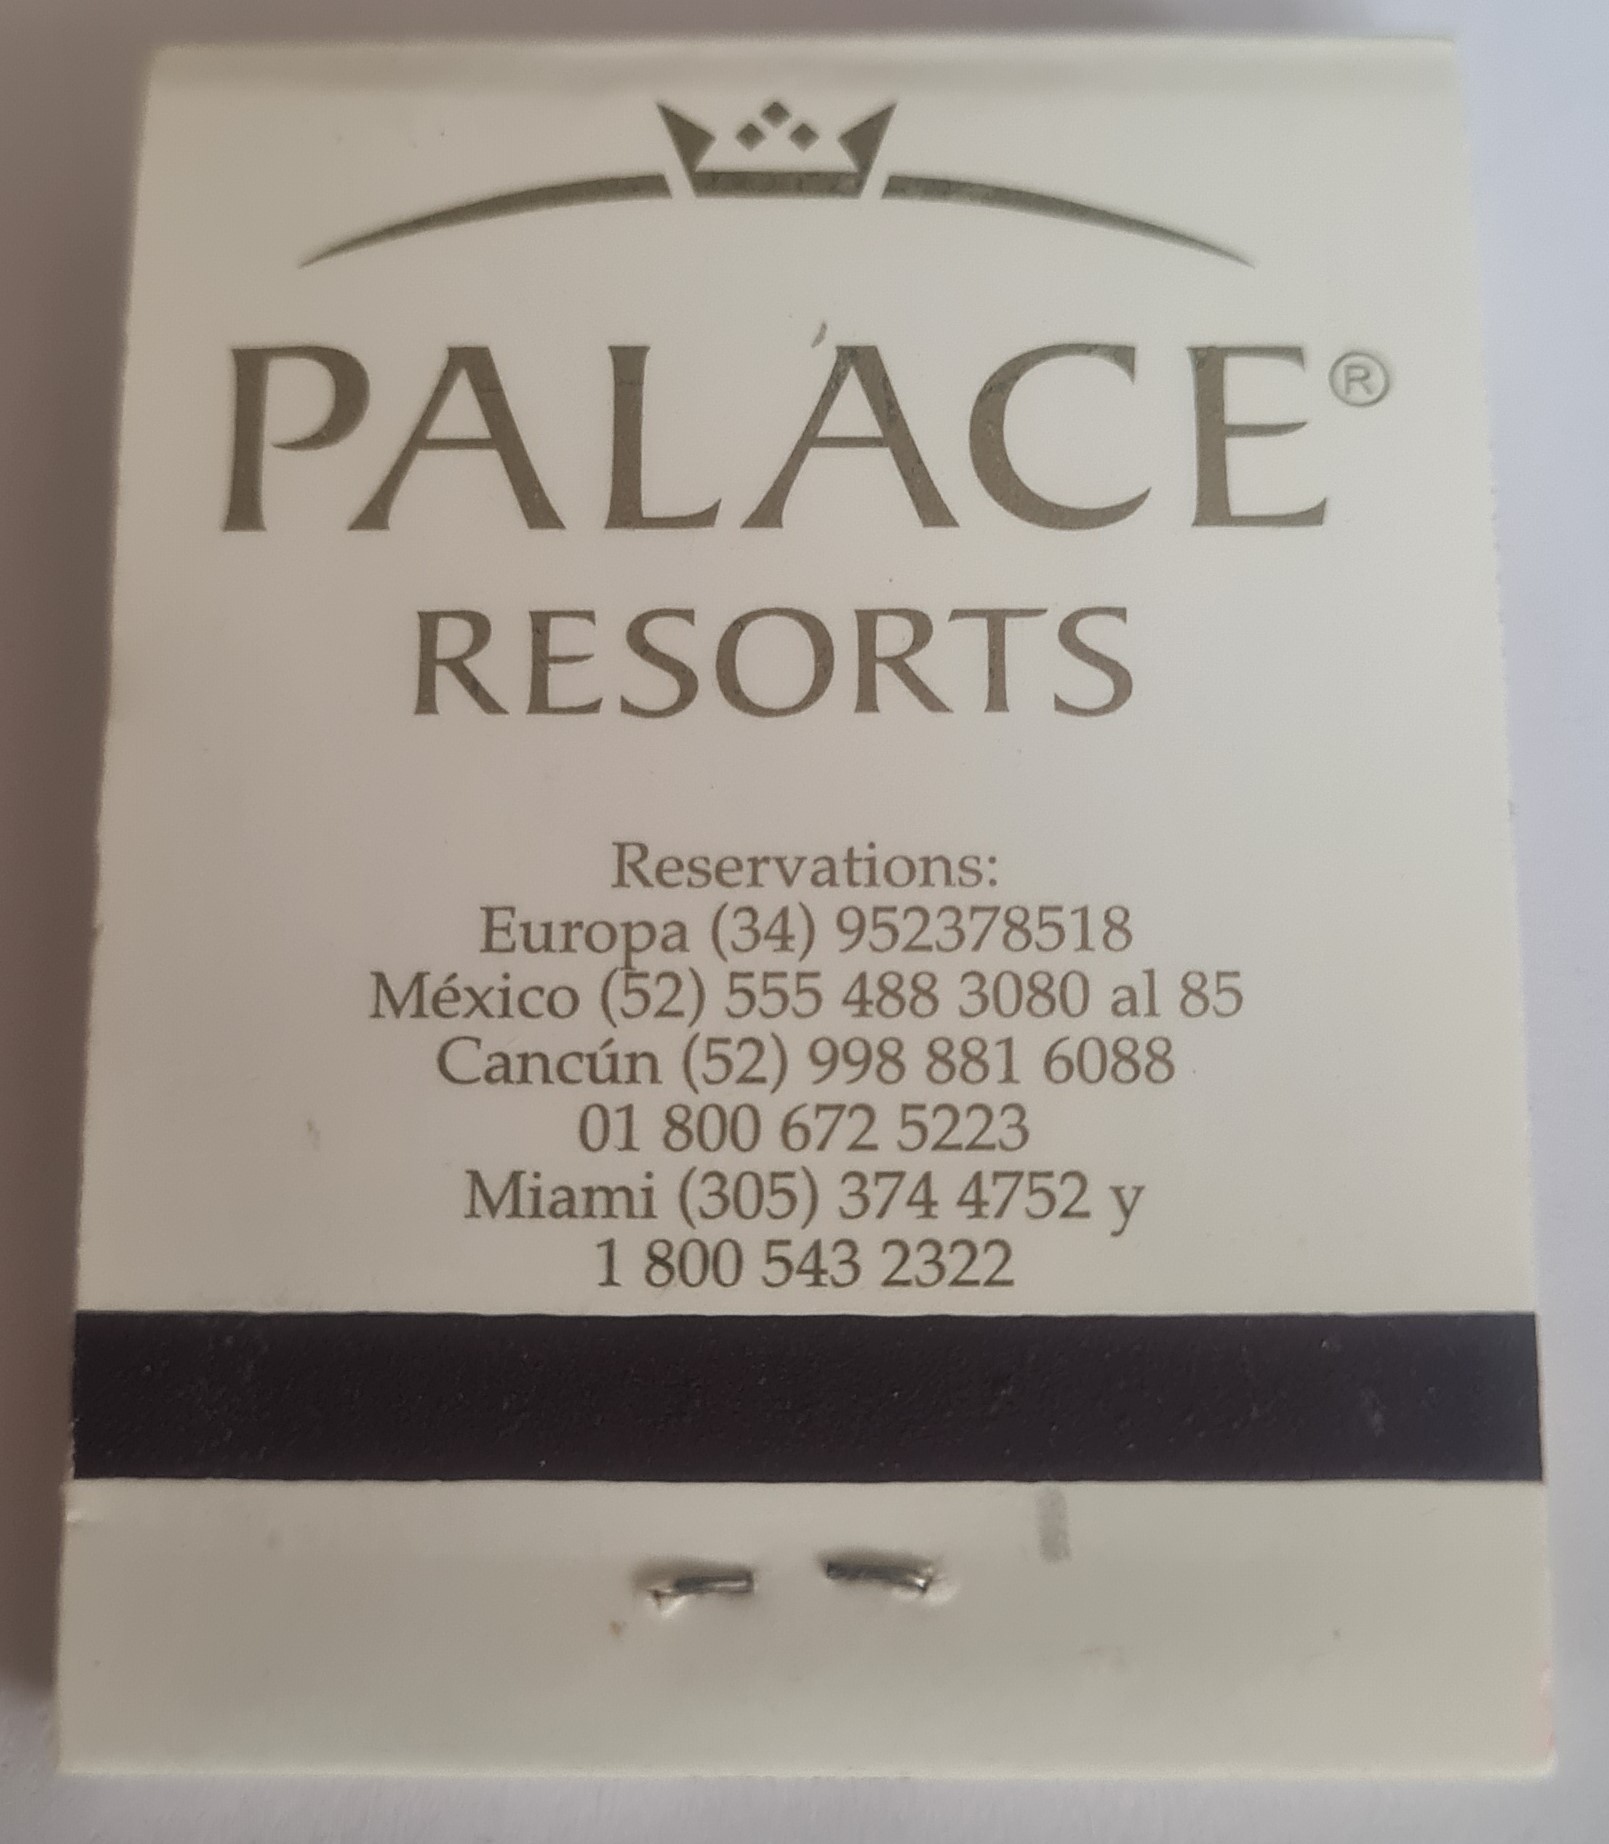 PALACE®
RESORTS
Reservations:
Europa (34) 952378518
México (52) 555 488 3080 al 85
Cancún (52) 998 881 6088
01 800 672 5223
Miami (305) 374 4752 y
1 800 543 2322